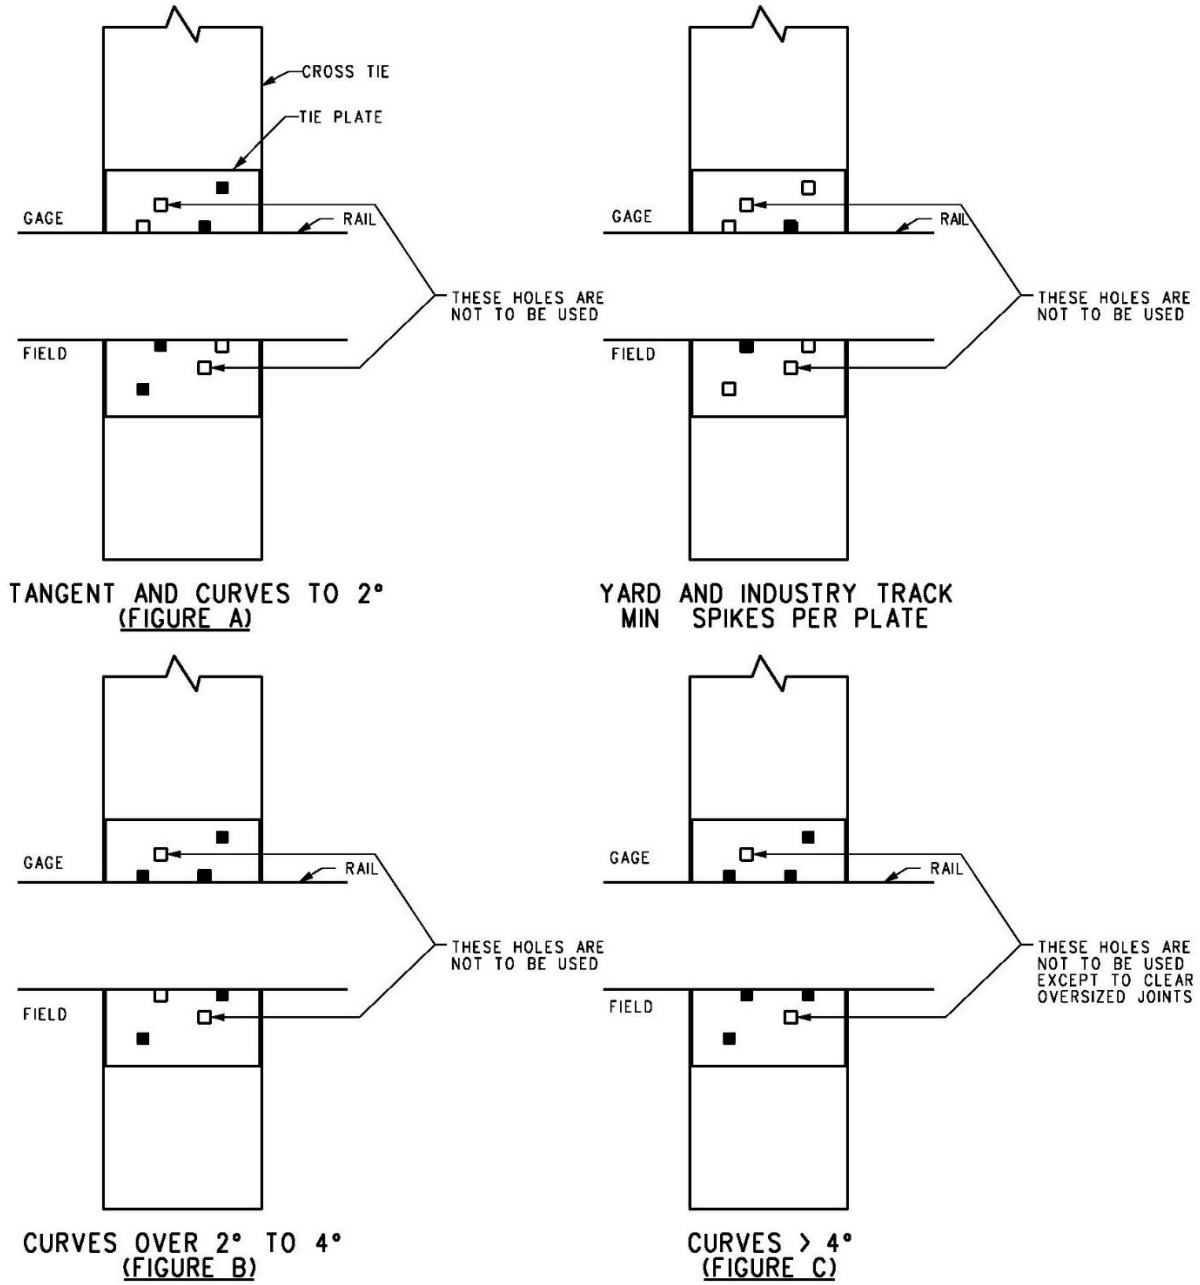 CROSS TIE
TIE PLATE
GAGE
RAIL
THESE HOLES ARE
NOT TO BE USED
FIELD
TANGENT AND CURVES TO 2°
(FIGURE A)
GAGE
RAIL
THESE HOLES ARE
NOT TO BE USED
FIELD
YARD AND INDUSTRY TRACK
MIN SPIKES PER PLATE
GAGE
RAIL
THESE HOLES ARE
NOT TO BE USED
FIELD
CURVES OVER 2° TO 4°
(FIGURE B)
GAGE
RAIL
THESE HOLES ARE
NOT TO BE USED
EXCEPT TO CLEAR
OVERSIZED JOINTS
FIELD
CURVES > 4°
(FIGURE C)